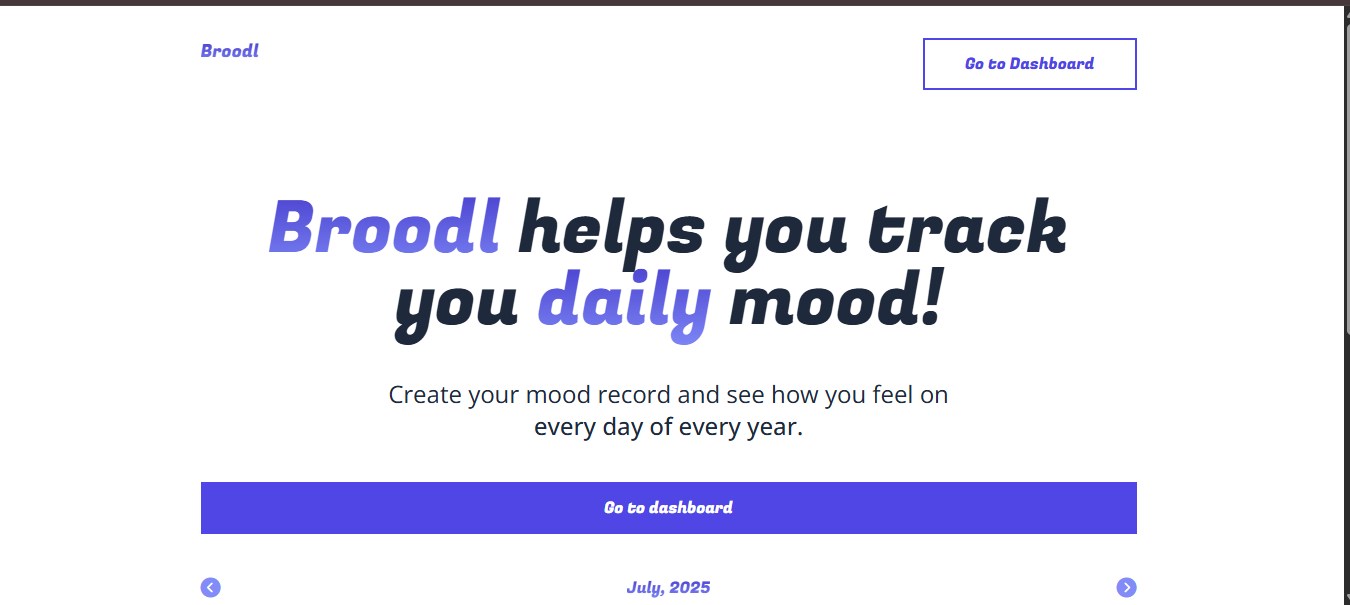 Broodl
Go to Dashboard
Broodl helps you track
you daily mood!
Create your mood record and see how you feel on
every day of every year.
Go to dashboard
July, 2025